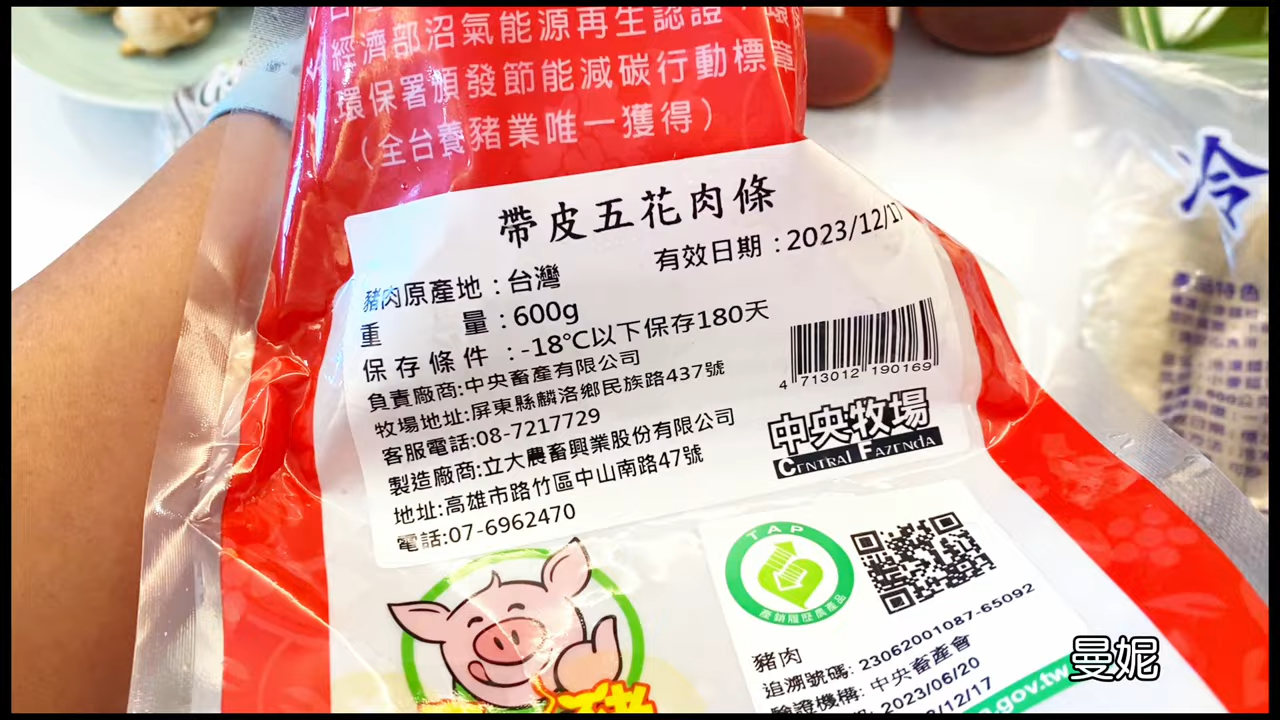 經濟部沼氣能源再生認證
環保署頒發節能減碳行動標章
(全台養豬業唯一獲得)
帶皮五花肉條
有效日期:2023/12/17
豬肉原產地:台灣
重量:600g
保存條件:-18℃以下保存180天
負責廠商:中央畜產有限公司
牧場地址:屏東縣麟洛鄉民族路437號
客服電話:08-7217729
製造廠商:立大農畜興業股份有限公司
地址:高雄市路竹區中山南路47號
電話:07-6962470
4 713012 190169
中央牧場
CENTRAL FAZENDA
TAP
產銷履歷農產品
豬肉
追溯號碼: 23062001087-65092
驗證機構: 中央畜產會
2023/06/20
/12/17
.gov.tw
冷
曼妮